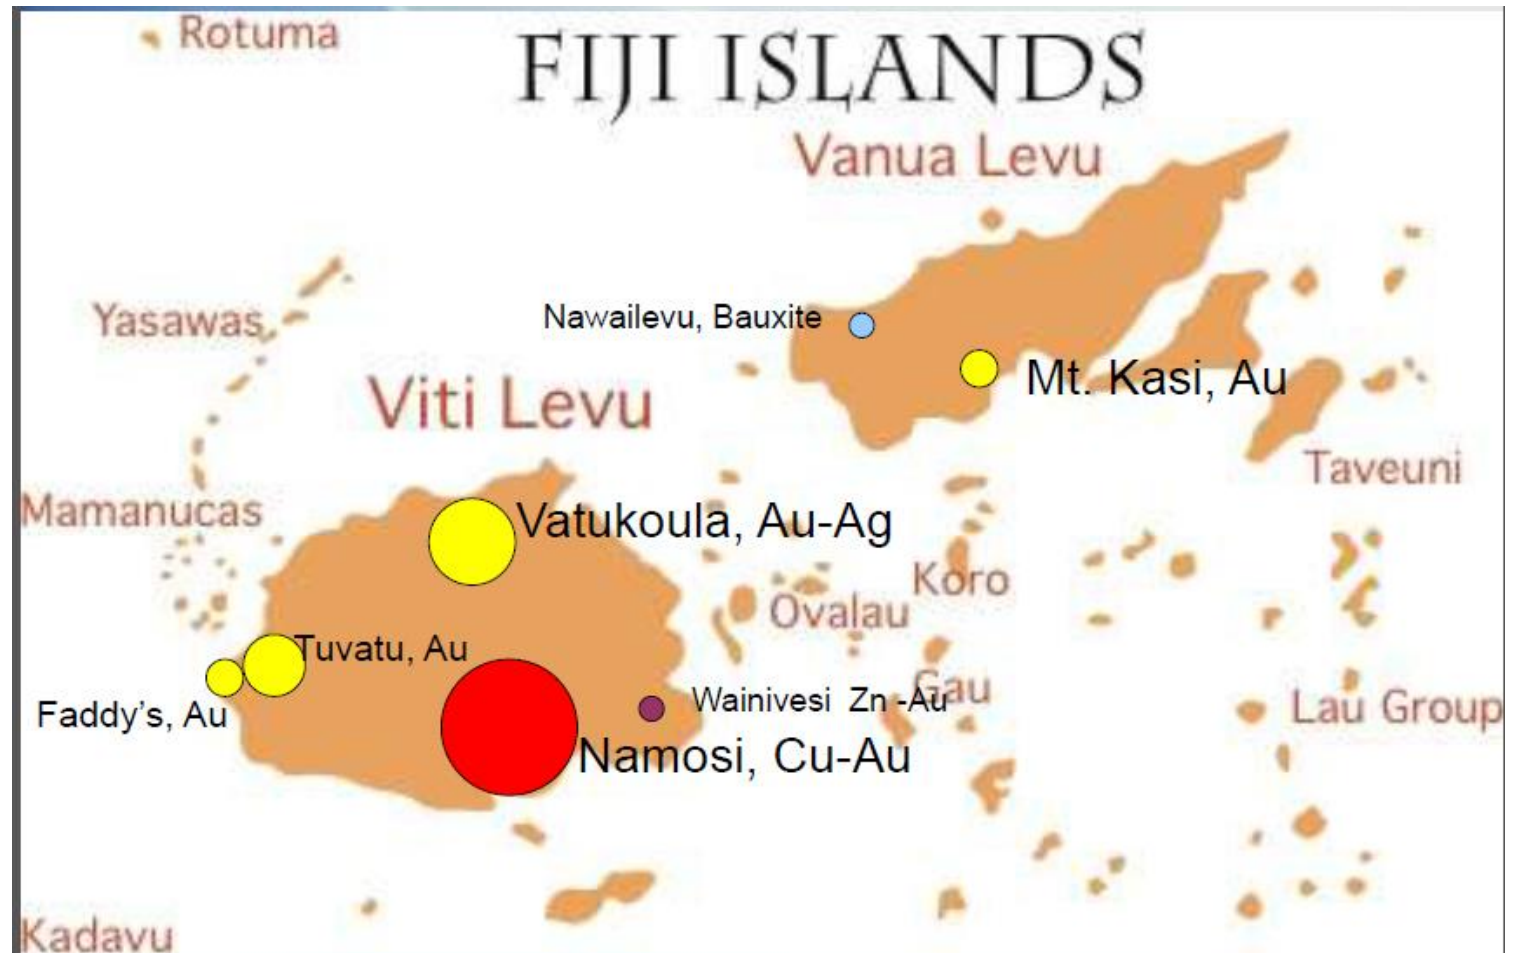 Rotuma
FIJI ISLANDS
Vanua Levu
Yasawas
Nawailevu, Bauxite
Mt. Kasi, Au
Viti Levu
Taveuni
Mamanucas
Vatukoula, Au-Ag
Koro
Ovalau
Tuvatu, Au
Gau
Wainivesi Zn -Au
Faddy's, Au
Lau Group
Namosi, Cu-Au
Kadavu